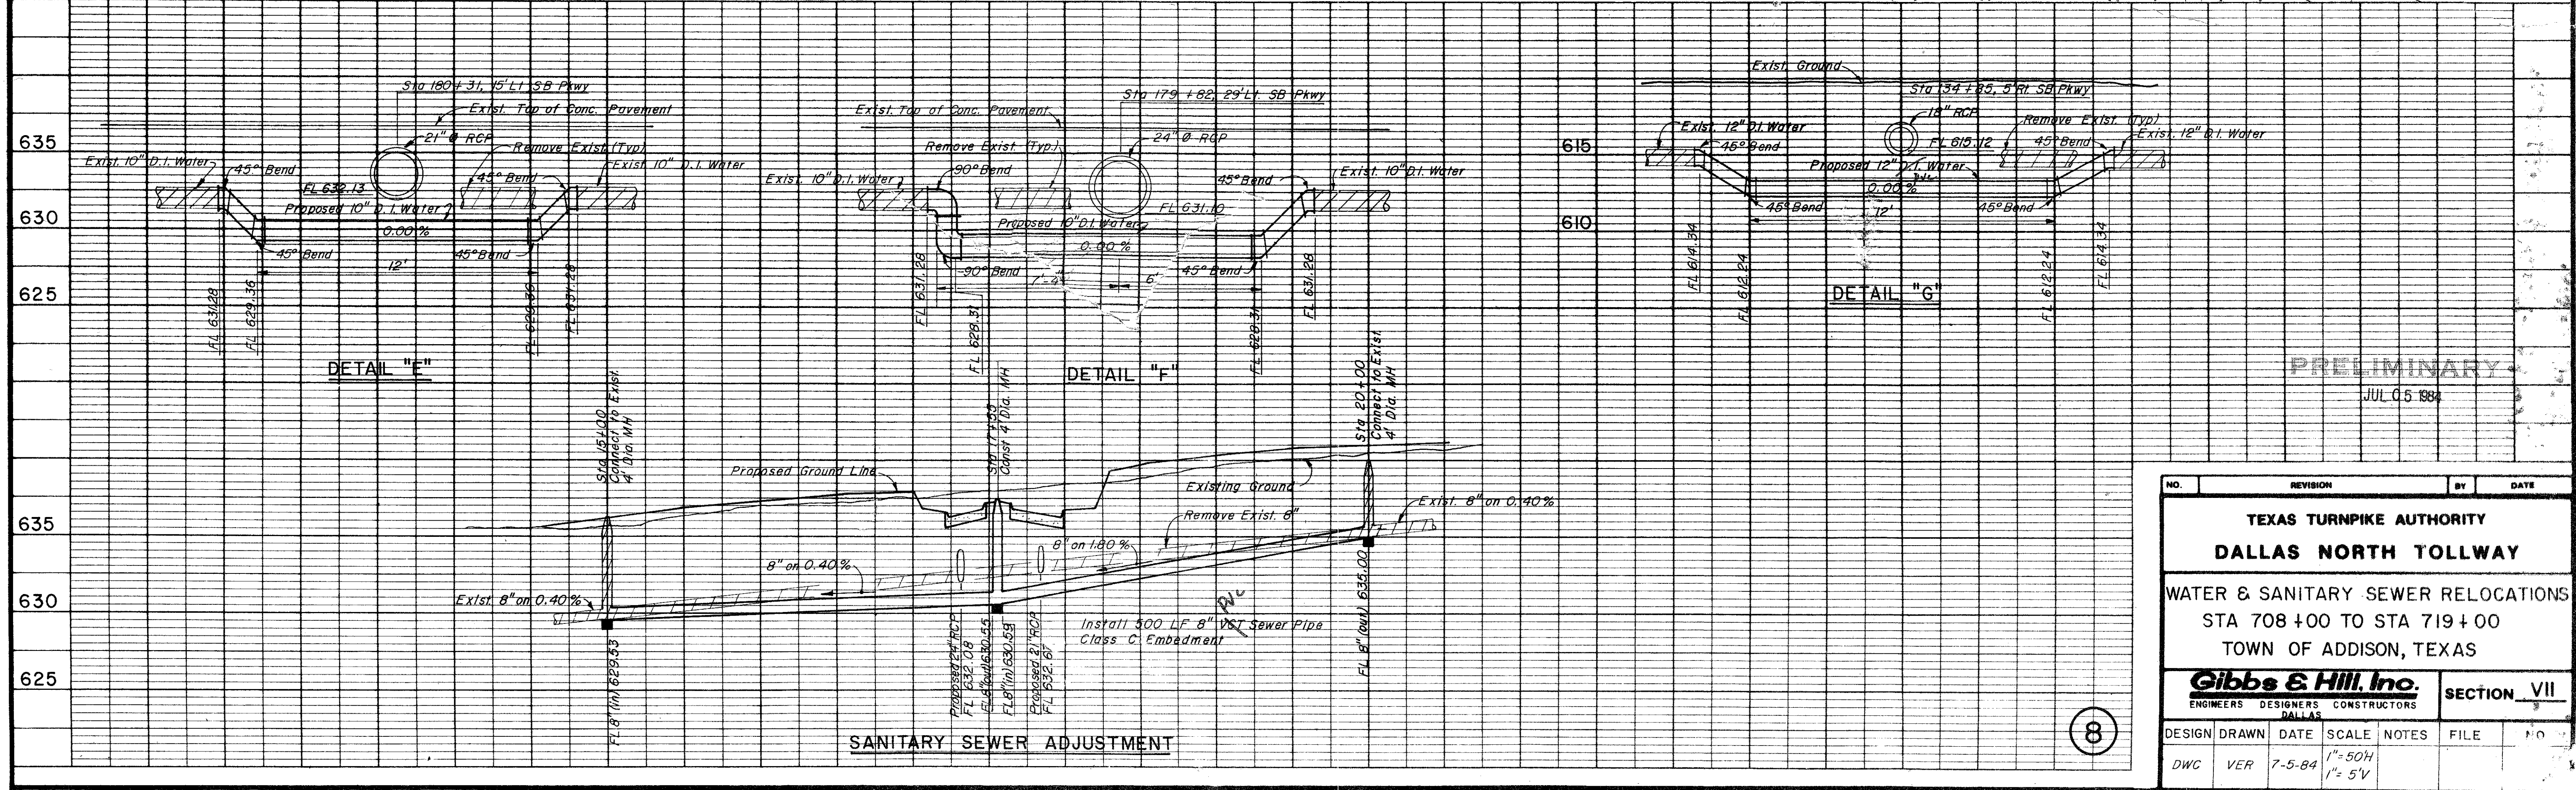 635
630
625
Sta 180+31, 15' Lt SB Pkwy
Exist. Top of Conc. Pavement
21" Ø RCP
Remove Exist. (Typ)
Exist. 10" D.I. Water
45° Bend
45° Bend
Exist. 10" D.I. Water
FL 632.13
Proposed 10" D.I. Water
0.00%
45° Bend
45° Bend
12'
FL 631.28
FL 629.36
FL 629.36
FL 631.28
DETAIL "E"
Sta 179+82, 29' Lt. SB Pkwy
Exist. Top of Conc. Pavement
24" Ø RCP
Remove Exist. (Typ.)
90° Bend
Exist. 10" D.I. Water
45° Bend
Exist. 10" D.I. Water
FL 631.10
Proposed 10" D.I. Water
0.00%
90° Bend
45° Bend
7'-4"
6'
FL 631.28
FL 628.31
FL 628.31
FL 631.28
DETAIL "F"
615
610
Exist. Ground
Sta 134+85, 5' Rt SB Pkwy
18" RCP
Remove Exist. (Typ)
Exist. 12" D.I. Water
45° Bend
FL 615.12
45° Bend
Exist. 12" D.I. Water
Proposed 12" D.I. Water
PVC
0.00%
45° Bend
45° Bend
12'
FL 614.34
FL 612.24
FL 612.24
FL 614.34
DETAIL "G"
PRELIMINARY
JUL 05 1984
635
630
625
Sta 15+00
Connect to Exist.
4' Dia. MH
Const 4' Dia. MH
Sta 20+00
Connect to Exist.
4' Dia. MH
Proposed Ground Line
Existing Ground
Exist. 8" on 0.40%
Remove Exist. 8"
8" on 1.80%
8" on 0.40%
Exist. 8" on 0.40%
PVC
Install 500 LF 8" VCT Sewer Pipe
Class C Embedment
FL 8" (in) 629.53
Proposed 24" RCP
FL 632.08
FL 8" (out) 630.55
FL 8" (in) 630.59
Proposed 21" RCP
FL 632.67
FL 8" (out) 635.00
SANITARY SEWER ADJUSTMENT
8
NO. REVISION BY DATE
TEXAS TURNPIKE AUTHORITY
DALLAS NORTH TOLLWAY
WATER & SANITARY SEWER RELOCATIONS
STA 708+00 TO STA 719+00
TOWN OF ADDISON, TEXAS
Gibbs & Hill, Inc.
ENGINEERS DESIGNERS CONSTRUCTORS
DALLAS
SECTION VII
DESIGN DRAWN DATE SCALE NOTES FILE NO
DWC VER 7-5-84 1"=50'H
1"=5'V